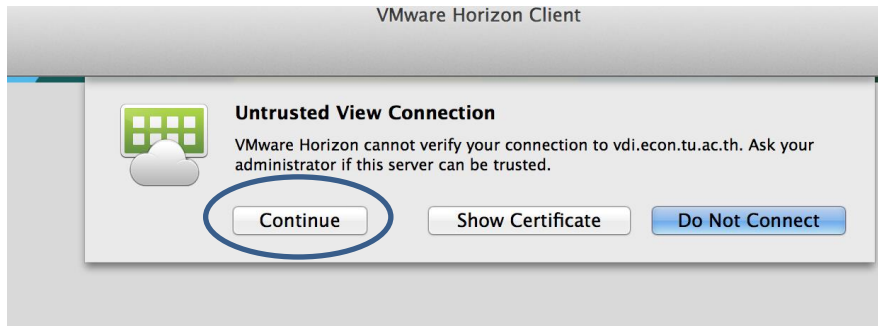 VMware Horizon Client
Untrusted View Connection
VMware Horizon cannot verify your connection to vdi.econ.tu.ac.th. Ask your
administrator if this server can be trusted.
Continue
Show Certificate
Do Not Connect